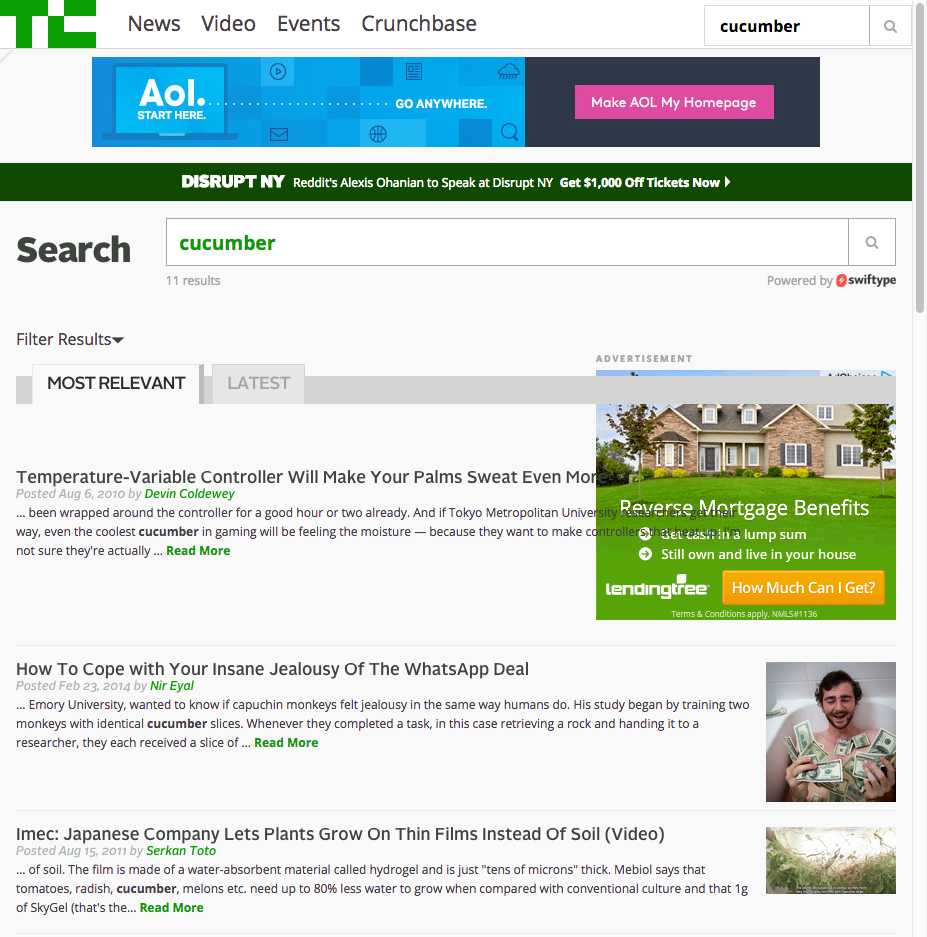 TC News Video Events Crunchbase cucumber
Aol.
START HERE.
GO ANYWHERE.
Make AOL My Homepage
DISRUPT NY Reddit's Alexis Ohanian to Speak at Disrupt NY Get $1,000 Off Tickets Now
Search cucumber
11 results
Powered by swiftype
Filter Results
ADVERTISEMENT
MOST RELEVANT LATEST
Temperature-Variable Controller Will Make Your Palms Sweat Even More
Posted Aug 6, 2010 by Devin Coldewey
... been wrapped around the controller for a good hour or two already. And if Tokyo Metropolitan University researchers get their
way, even the coolest cucumber in gaming will be feeling the moisture — because they want to make controllers that heat up. I'm
not sure they're actually ... Read More
Reverse Mortgage Benefits
Get cash in a lump sum
Still own and live in your house
lendingtree
How Much Can I Get?
Terms & Conditions apply. NMLS#1136
How To Cope with Your Insane Jealousy Of The WhatsApp Deal
Posted Feb 23, 2014 by Nir Eyal
... Emory University, wanted to know if capuchin monkeys felt jealousy in the same way humans do. His study began by training two
monkeys with identical cucumber slices. Whenever they completed a task, in this case retrieving a rock and handing it to a
researcher, they each received a slice of ... Read More
Imec: Japanese Company Lets Plants Grow On Thin Films Instead Of Soil (Video)
Posted Aug 15, 2011 by Serkan Toto
... of soil. The film is made of a water-absorbent material called hydrogel and is just "tens of microns" thick. Mebiol says that
tomatoes, radish, cucumber, melons etc. need up to 80% less water to grow when compared with conventional culture and that 1g
of SkyGel (that's the... Read More